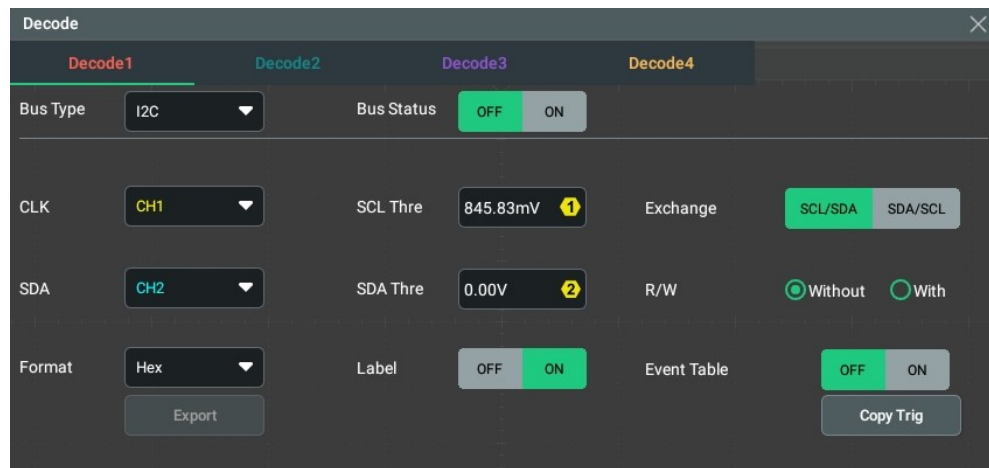 Decode
Decode1 Decode2 Decode3 Decode4
Bus Type I2C Bus Status OFF ON
CLK CH1 SCL Thre 845.83mV 1 Exchange SCL/SDA SDA/SCL
SDA CH2 SDA Thre 0.00V 2 R/W Without With
Format Hex Label OFF ON Event Table OFF ON
Export Copy Trig